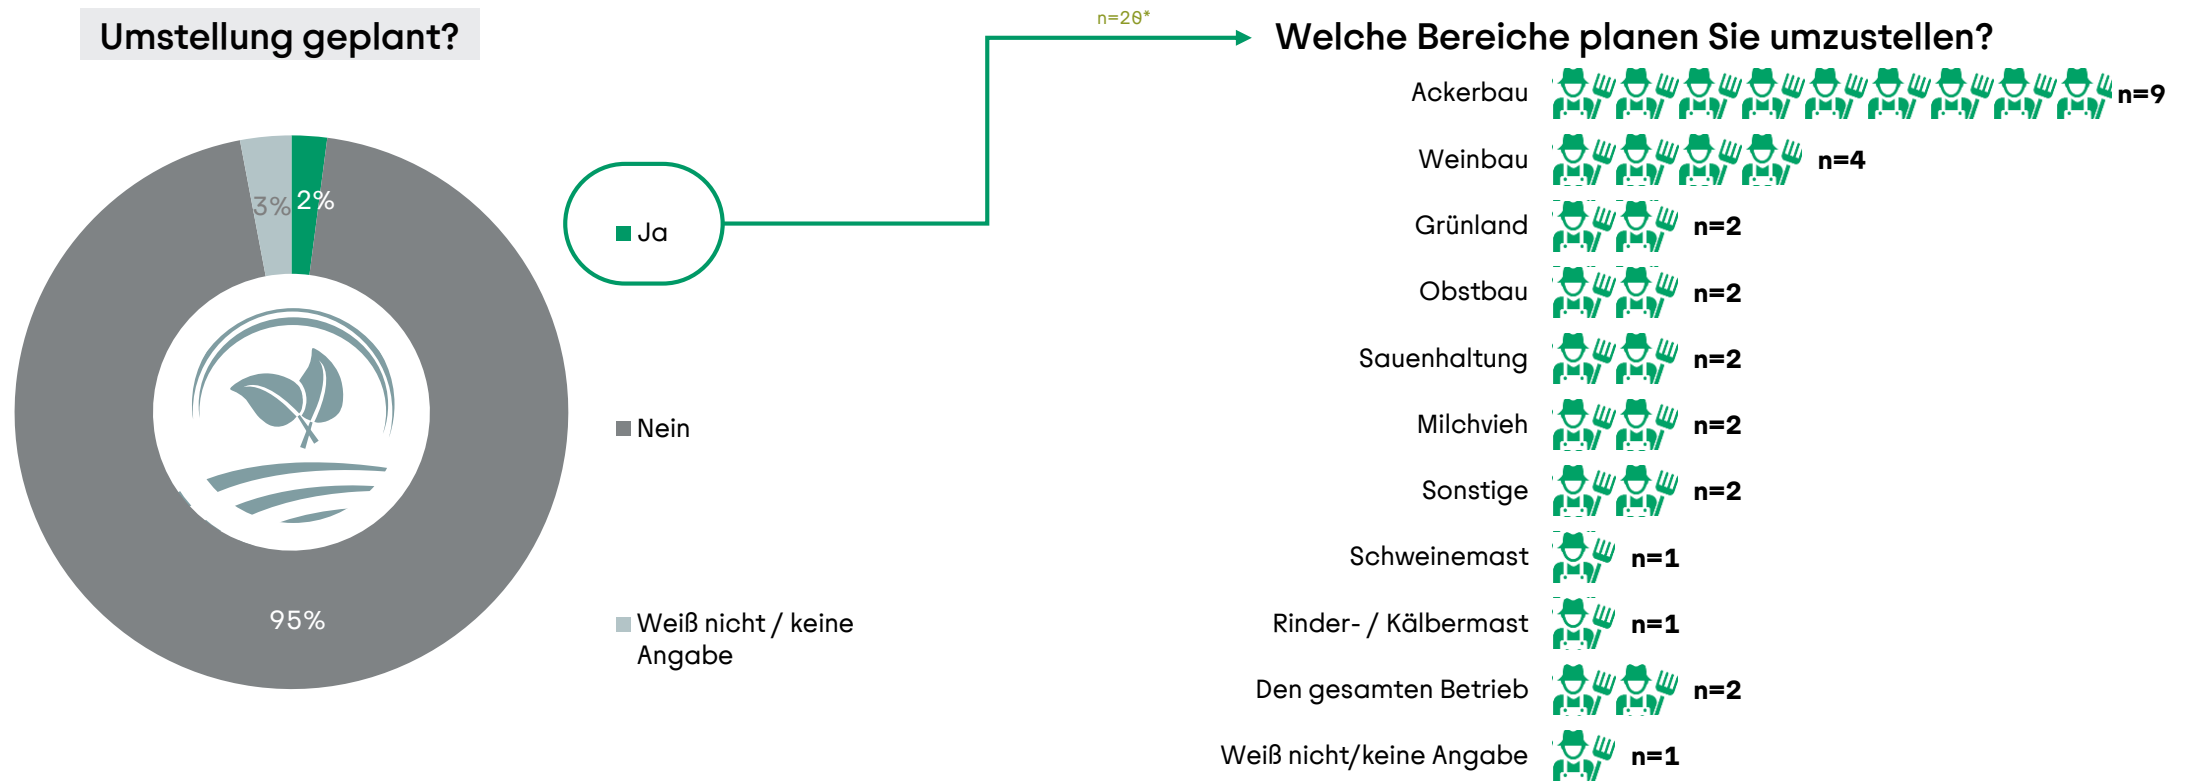 Umstellung geplant?
3%
2%
95%
Ja
Nein
Weiß nicht / keine
Angabe
n=20*
Welche Bereiche planen Sie umzustellen?
Ackerbau n=9
Weinbau n=4
Grünland n=2
Obstbau n=2
Sauenhaltung n=2
Milchvieh n=2
Sonstige n=2
Schweinemast n=1
Rinder- / Kälbermast n=1
Den gesamten Betrieb n=2
Weiß nicht/keine Angabe n=1